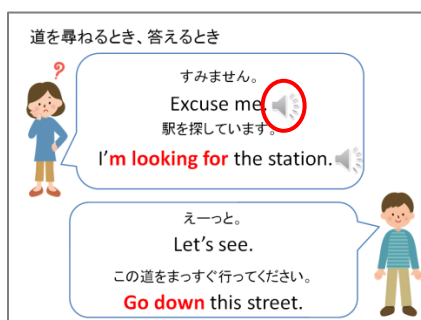 道を尋ねるとき、答えるとき
?
すみません。
Excuse me.
駅を探しています。
I'm looking for the station.
えーっと。
Let's see.
この道をまっすぐ行ってください。
Go down this street.